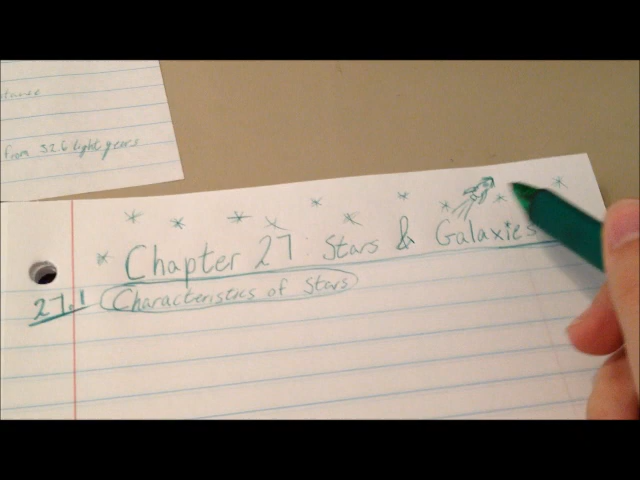 from 32.6 light years
Chapter 27 Stars & Galaxies
27.1 Characteristics of Stars